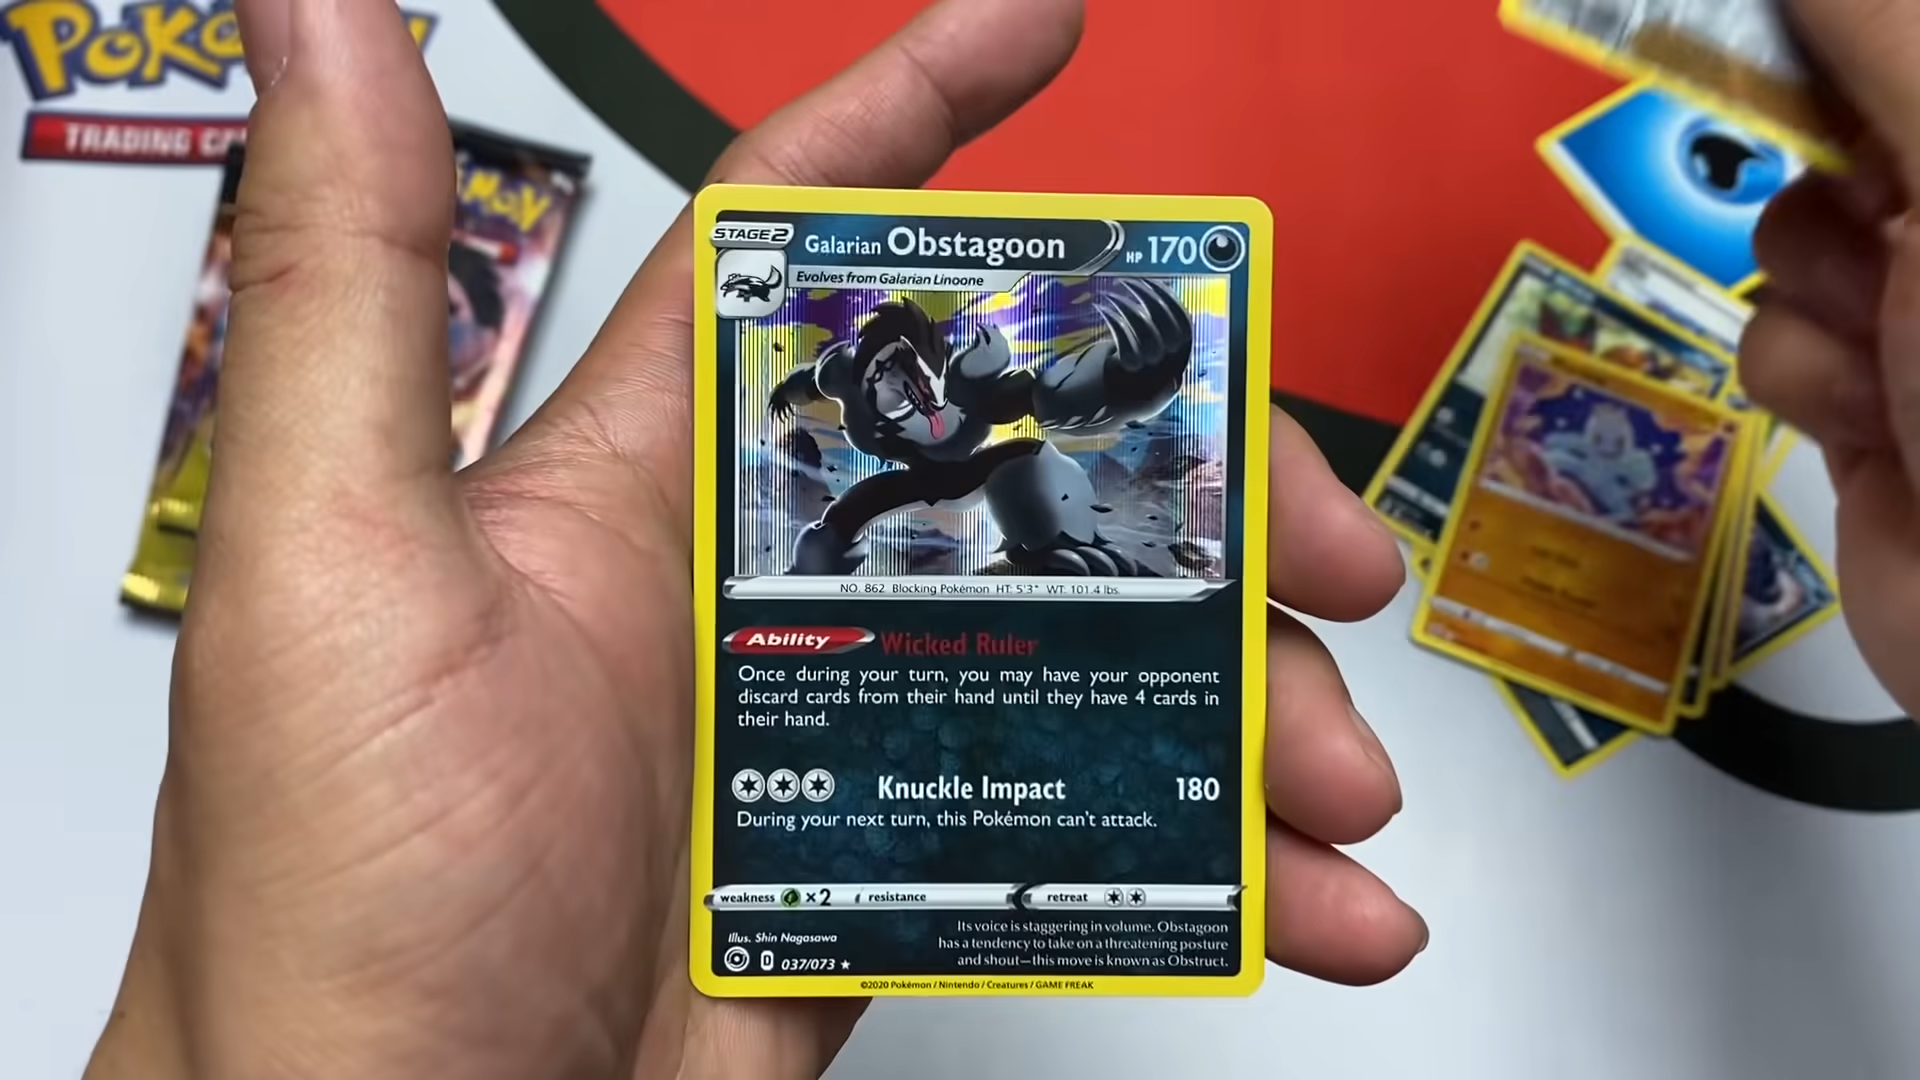 TRADING
STAGE2
Galarian Obstagoon
HP 170
Evolves from Galarian Linoone
NO. 862 Blocking Pokémon HT: 5'3" WT: 101.4 lbs.
Ability Wicked Ruler
Once during your turn, you may have your opponent
discard cards from their hand until they have 4 cards in
their hand.
Knuckle Impact 180
During your next turn, this Pokémon can't attack.
weakness ×2 resistance retreat
Illus. Shin Nagasawa
Its voice is staggering in volume. Obstagoon
has a tendency to take on a threatening posture
and shout—this move is known as Obstruct.
D 037/073 ★
©2020 Pokémon / Nintendo / Creatures / GAME FREAK